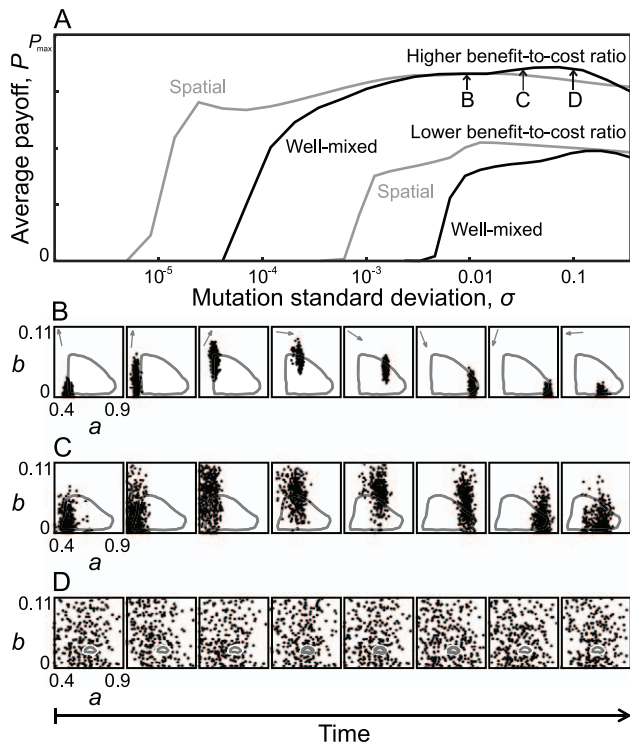 A
Average payoff, P
Pmax
0
Spatial
Well-mixed
Higher benefit-to-cost ratio
B C D
Lower benefit-to-cost ratio
Spatial
Well-mixed
10-5 10-4 10-3 0.01 0.1
Mutation standard deviation, σ
B
0.11
b
0
0.4 0.9
a
C
0.11
b
0
0.4 0.9
a
D
0.11
b
0
0.4 0.9
a
Time